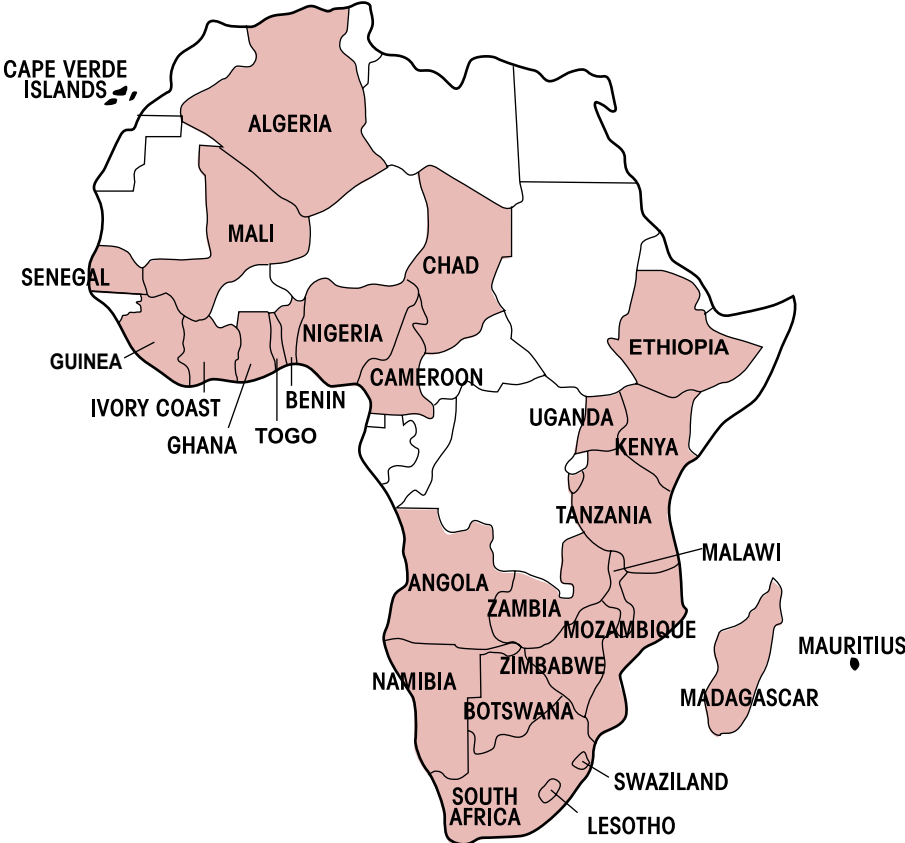 CAPE VERDE
ISLANDS
ALGERIA
MALI
CHAD
SENEGAL
NIGERIA
ETHIOPIA
GUINEA
CAMEROON
IVORY COAST
BENIN
UGANDA
GHANA
TOGO
KENYA
TANZANIA
MALAWI
ANGOLA
ZAMBIA
MOZAMBIQUE
MAURITIUS
ZIMBABWE
NAMIBIA
MADAGASCAR
BOTSWANA
SWAZILAND
SOUTH
AFRICA
LESOTHO